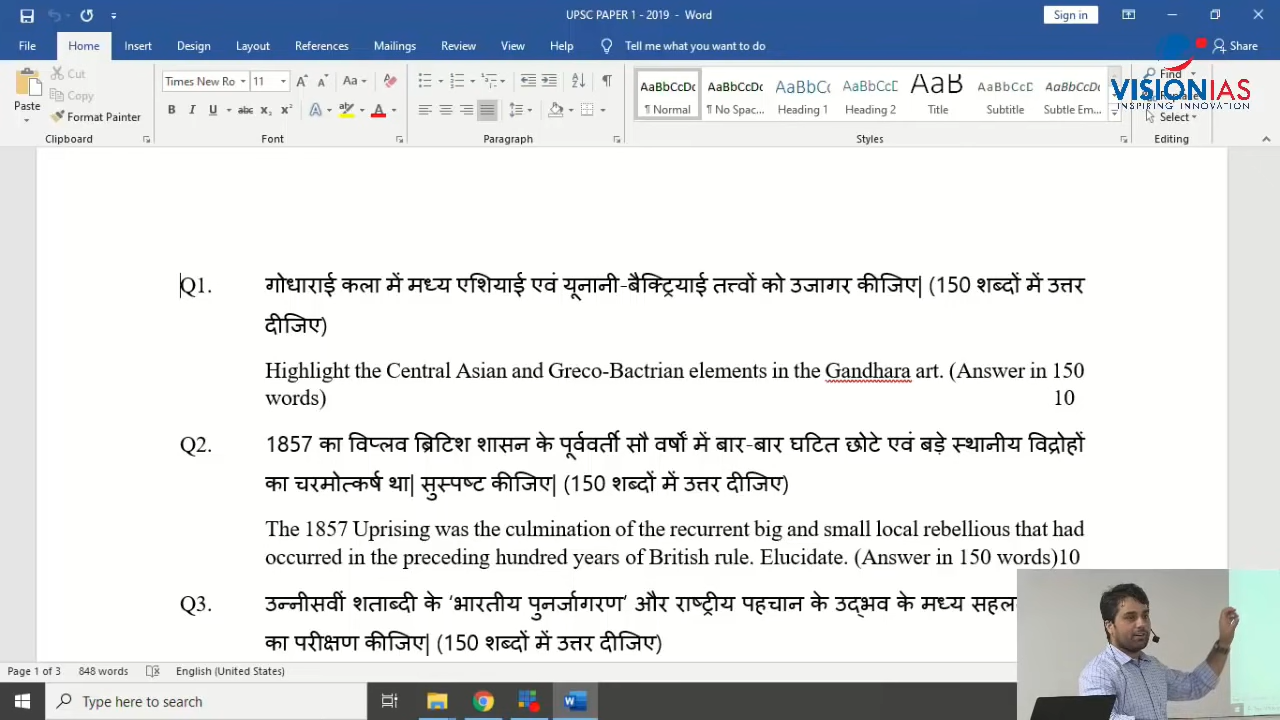 UPSC PAPER 1 - 2019 - Word
Sign in
File Home Insert Design Layout References Mailings Review View Help Tell me what you want to do Share
Paste
Cut
Copy
Format Painter
Times New Ro 11
AaBbCcDc AaBbCcDc AaBbCc AaBbCcD AaB AaBbCcD AaBbCcDc
¶ Normal ¶ No Spac... Heading 1 Heading 2 Title Subtitle Subtle Em...
Find
Select
VISIONIAS
INSPIRING INNOVATION
Clipboard Font Paragraph Styles Editing
Q1. गोधाराई कला में मध्य एशियाई एवं यूनानी-बैक्ट्रियाई तत्त्वों को उजागर कीजिए| (150 शब्दों में उत्तर
दीजिए)
Highlight the Central Asian and Greco-Bactrian elements in the Gandhara art. (Answer in 150
words) 10
Q2. 1857 का विप्लव ब्रिटिश शासन के पूर्ववर्ती सौ वर्षों में बार-बार घटित छोटे एवं बड़े स्थानीय विद्रोहों
का चरमोत्कर्ष था| सुस्पष्ट कीजिए| (150 शब्दों में उत्तर दीजिए)
The 1857 Uprising was the culmination of the recurrent big and small local rebellious that had
occurred in the preceding hundred years of British rule. Elucidate. (Answer in 150 words)10
Q3. उन्नीसवीं शताब्दी के ‘भारतीय पुनर्जागरण’ और राष्ट्रीय पहचान के उद्भव के मध्य
का परीक्षण कीजिए| (150 शब्दों में उत्तर दीजिए)
Page 1 of 3 848 words English (United States)
Type here to search